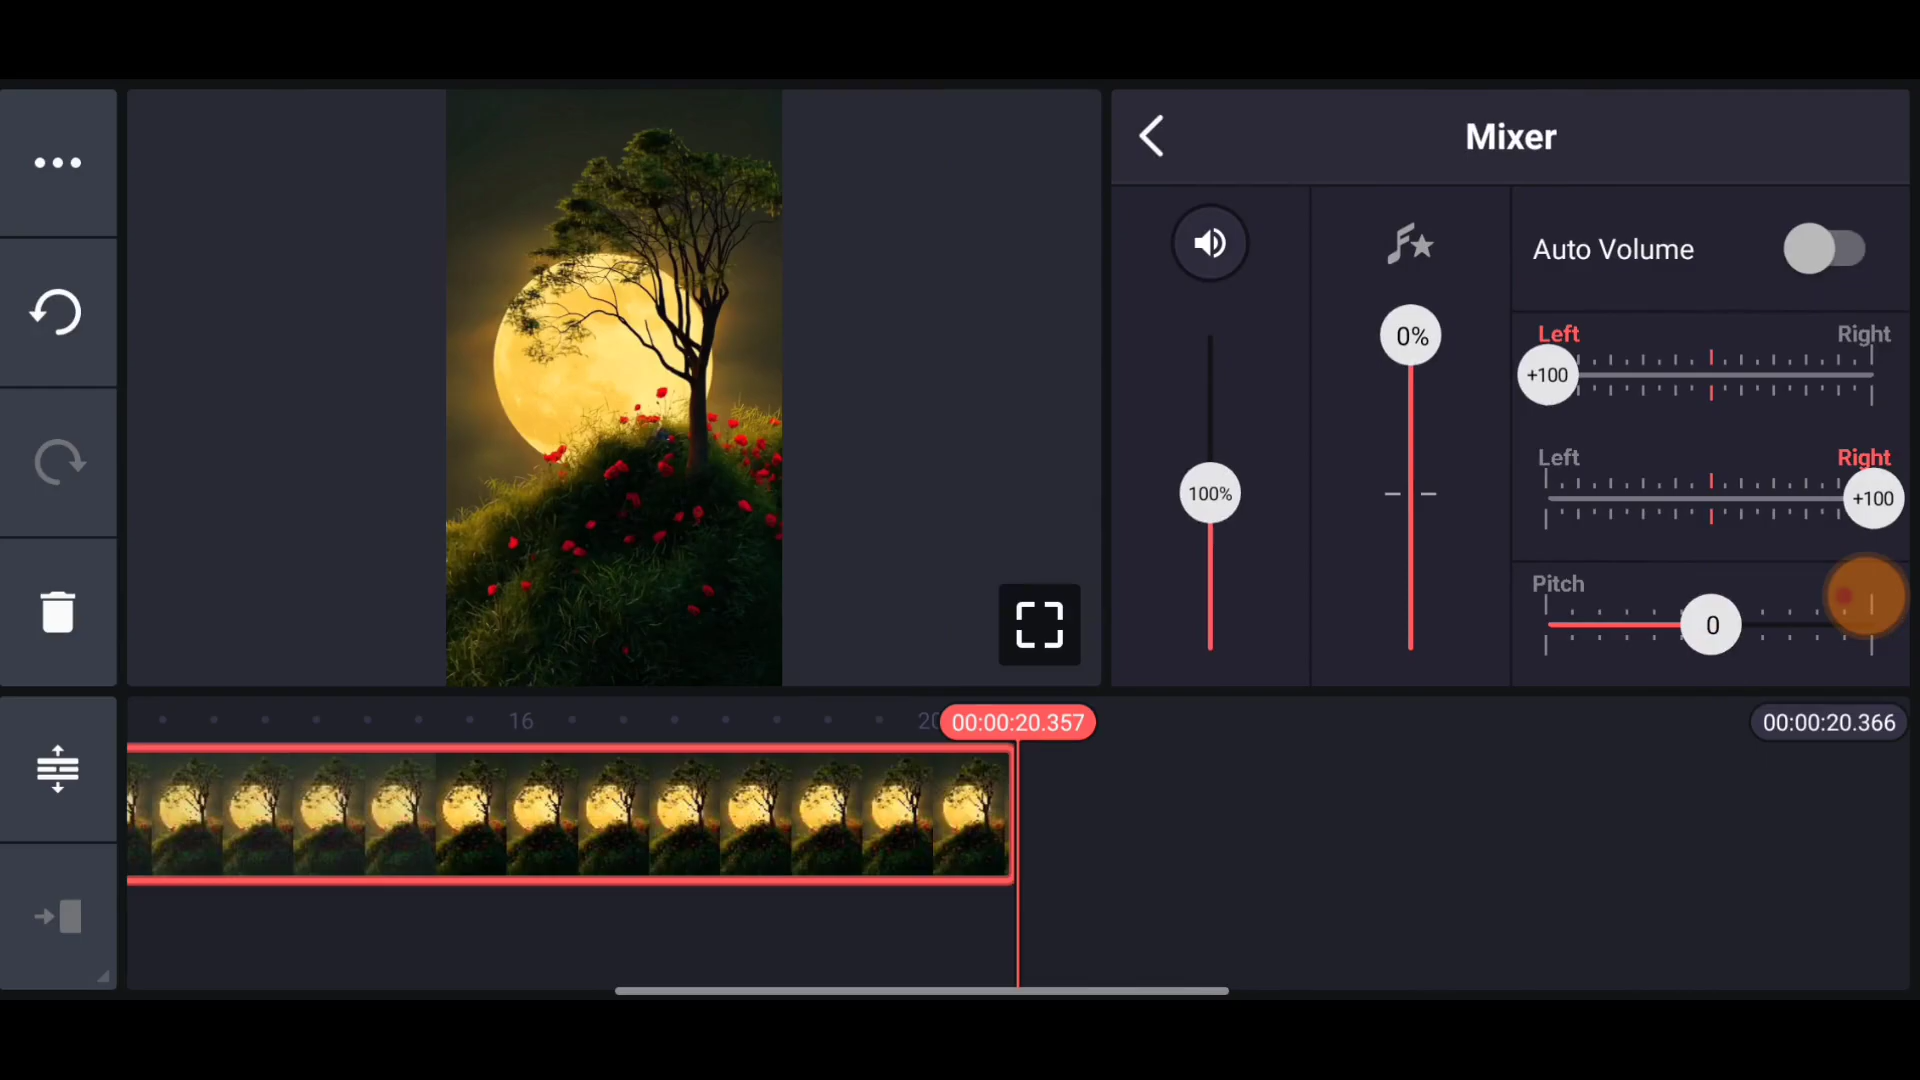 Mixer
Auto Volume
0%
100%
Left
Right
+100
Left
Right
+100
Pitch
0
16
20
00:00:20.357
00:00:20.366